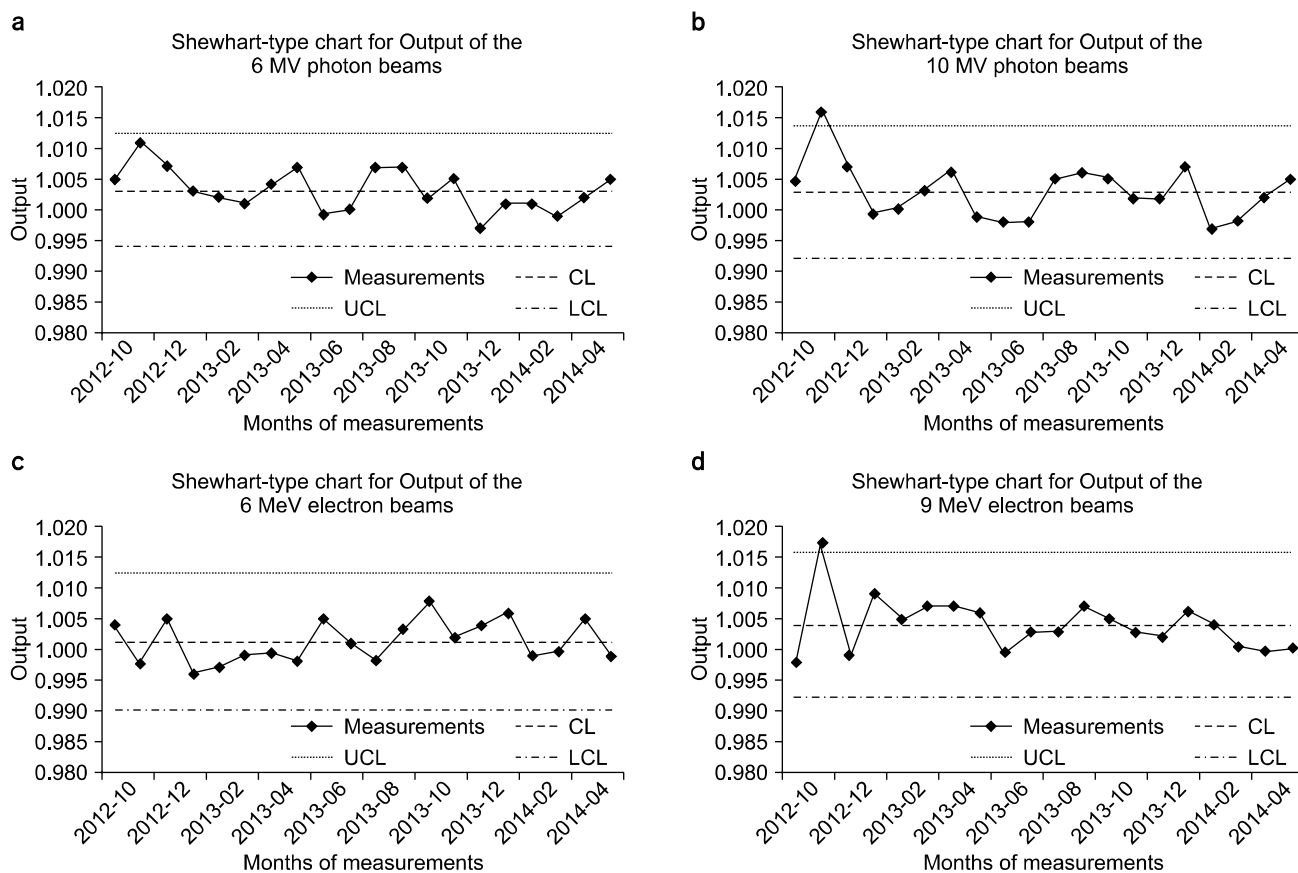 a
Shewhart-type chart for Output of the
6 MV photon beams
1.020
1.015
1.010
1.005
1.000
0.995
0.990
0.985
0.980
Output
Measurements
CL
UCL
LCL
2012-10
2012-12
2013-02
2013-04
2013-06
2013-08
2013-10
2013-12
2014-02
2014-04
Months of measurements
b
Shewhart-type chart for Output of the
10 MV photon beams
1.020
1.015
1.010
1.005
1.000
0.995
0.990
0.985
0.980
Output
Measurements
CL
UCL
LCL
2012-10
2012-12
2013-02
2013-04
2013-06
2013-08
2013-10
2013-12
2014-02
2014-04
Months of measurements
c
Shewhart-type chart for Output of the
6 MeV electron beams
1.020
1.015
1.010
1.005
1.000
0.995
0.990
0.985
0.980
Output
Measurements
CL
UCL
LCL
2012-10
2012-12
2013-02
2013-04
2013-06
2013-08
2013-10
2013-12
2014-02
2014-04
Months of measurements
d
Shewhart-type chart for Output of the
9 MeV electron beams
1.020
1.015
1.010
1.005
1.000
0.995
0.990
0.985
0.980
Output
Measurements
CL
UCL
LCL
2012-10
2012-12
2013-02
2013-04
2013-06
2013-08
2013-10
2013-12
2014-02
2014-04
Months of measurements